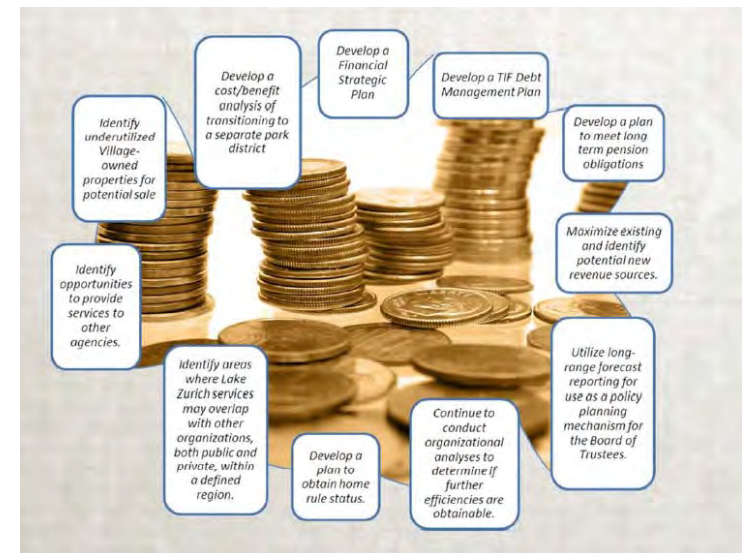 Develop a
Financial
Strategic
Plan
Develop a TIF Debt
Management Plan
Develop a plan
to meet long
term pension
obligations
Maximize existing
and identify
potential new
revenue sources.
Utilize long-
range forecast
reporting for
use as a policy
planning
mechanism for
the Board of
Trustees.
Continue to
conduct
organizational
analyses to
determine if
further
efficiencies are
obtainable.
Develop a
plan to
obtain home
rule status.
Identify areas
where Lake
Zurich services
may overlap
with other
organizations,
both public and
private, within
a defined
region.
Identify
opportunities
to provide
services to
other
agencies.
Identify
underutilized
Village-
owned
properties for
potential sale
Develop a
cost/benefit
analysis of
transitioning to
a separate park
district